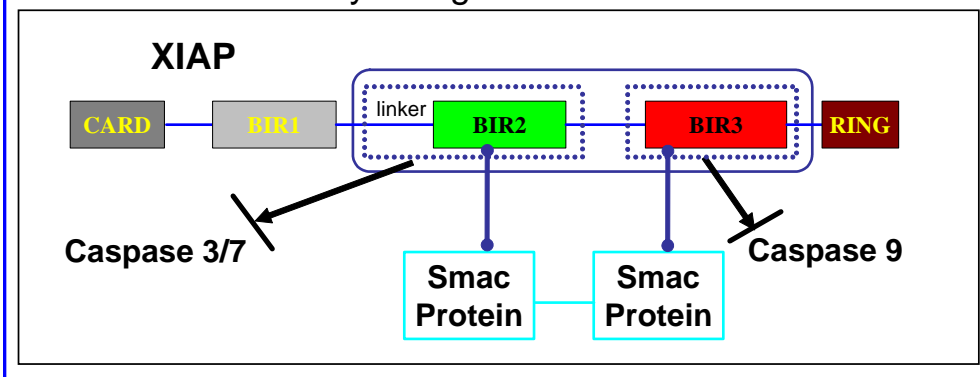 XIAP
linker
CARD BIR1 BIR2 BIR3 RING
Caspase 3/7
Caspase 9
Smac Smac
Protein Protein